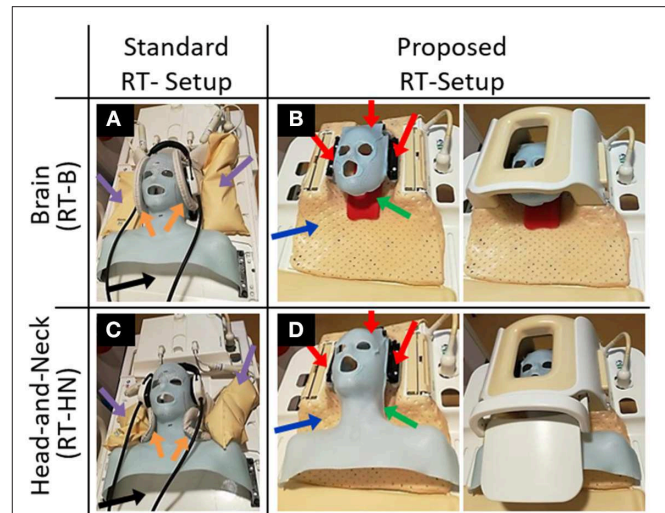 Standard
RT- Setup
Proposed
RT-Setup
Brain
(RT-B)
A
B
Head-and-Neck
(RT-HN)
C
D